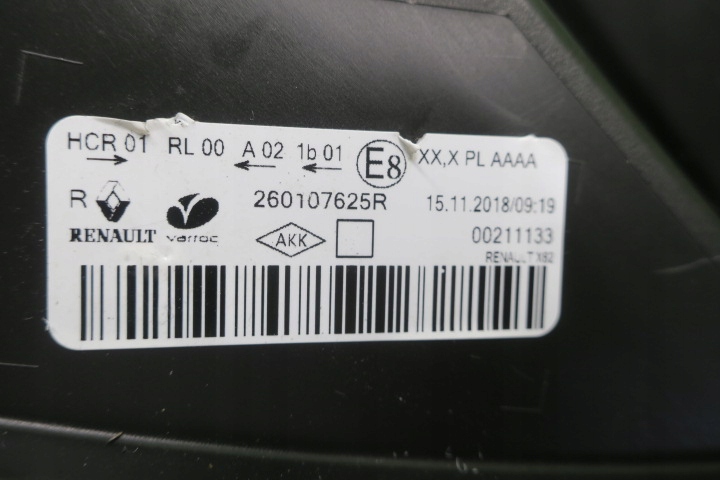 HCR 01 RL 00 A 02 1b 01 E8 XX,X PL AAAA
R 260107625R 15.11.2018/09:19
RENAULT varroc AKK 00211133
RENAULT X82